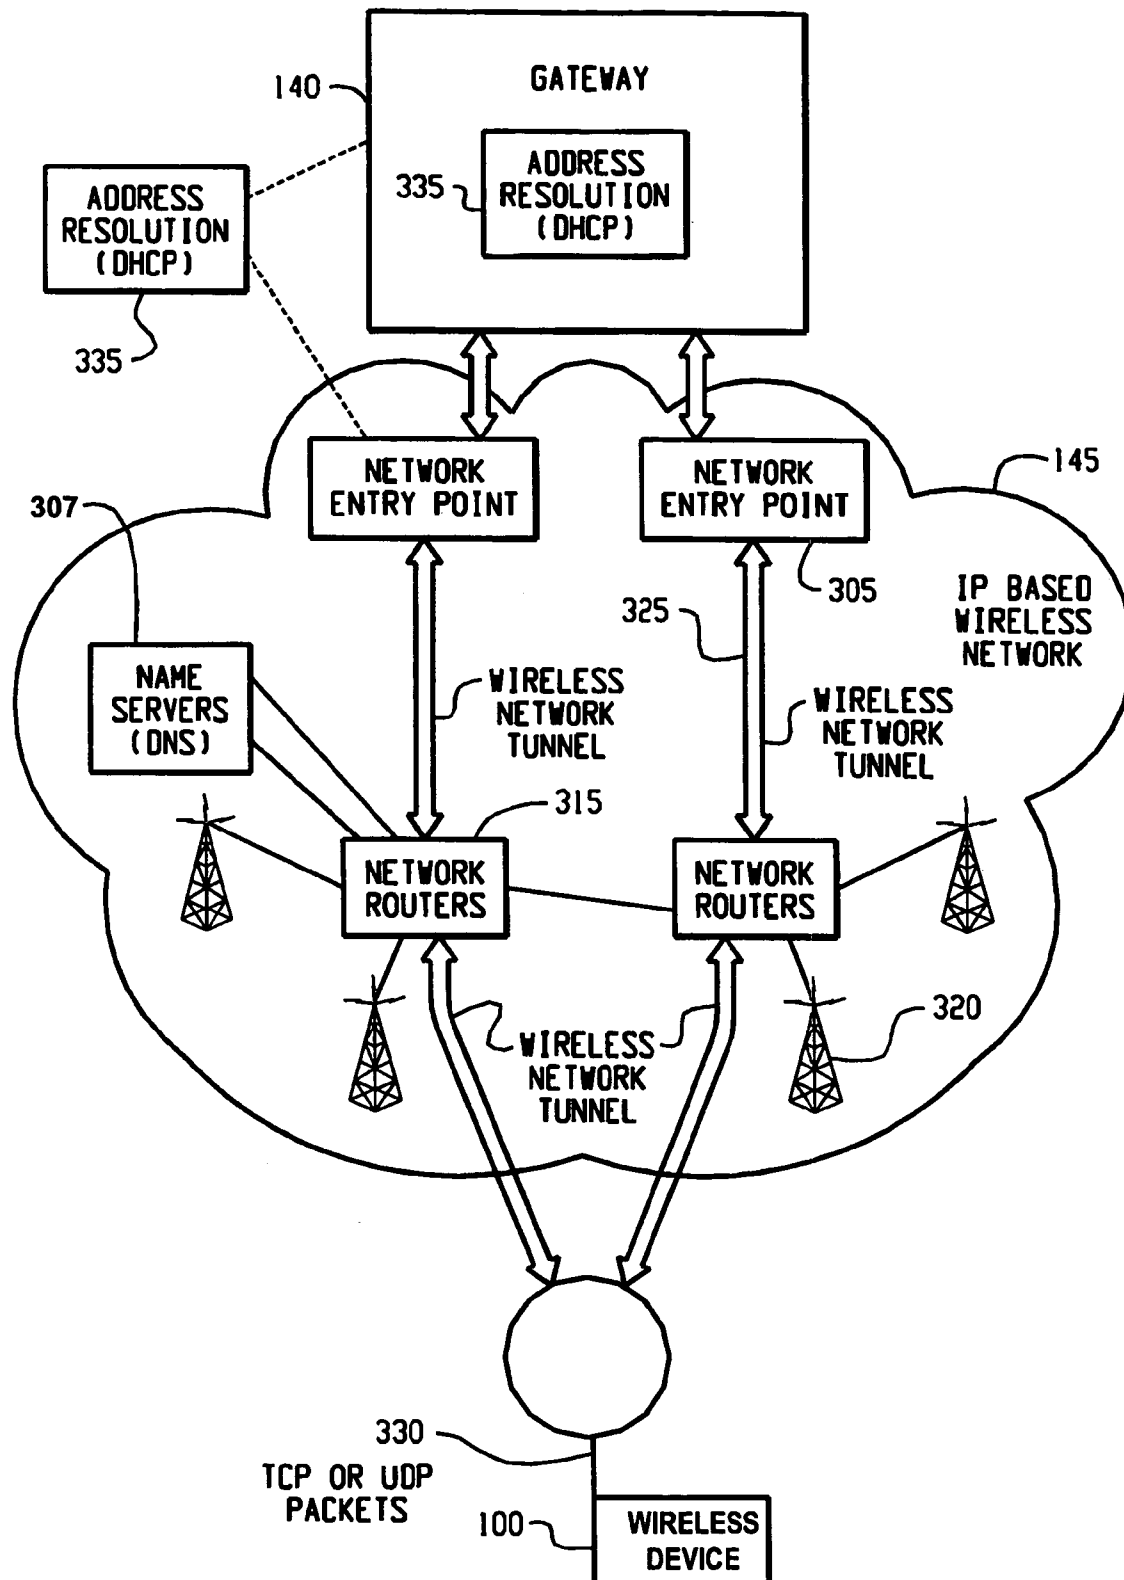 GATEWAY
140
ADDRESS
RESOLUTION
(DHCP)
335
ADDRESS
RESOLUTION
(DHCP)
335
NETWORK
ENTRY POINT
NETWORK
ENTRY POINT
145
307
305
325
IP BASED
WIRELESS
NETWORK
NAME
SERVERS
(DNS)
WIRELESS
NETWORK
TUNNEL
WIRELESS
NETWORK
TUNNEL
315
NETWORK
ROUTERS
NETWORK
ROUTERS
320
WIRELESS
NETWORK
TUNNEL
330
TCP OR UDP
PACKETS
100
WIRELESS
DEVICE